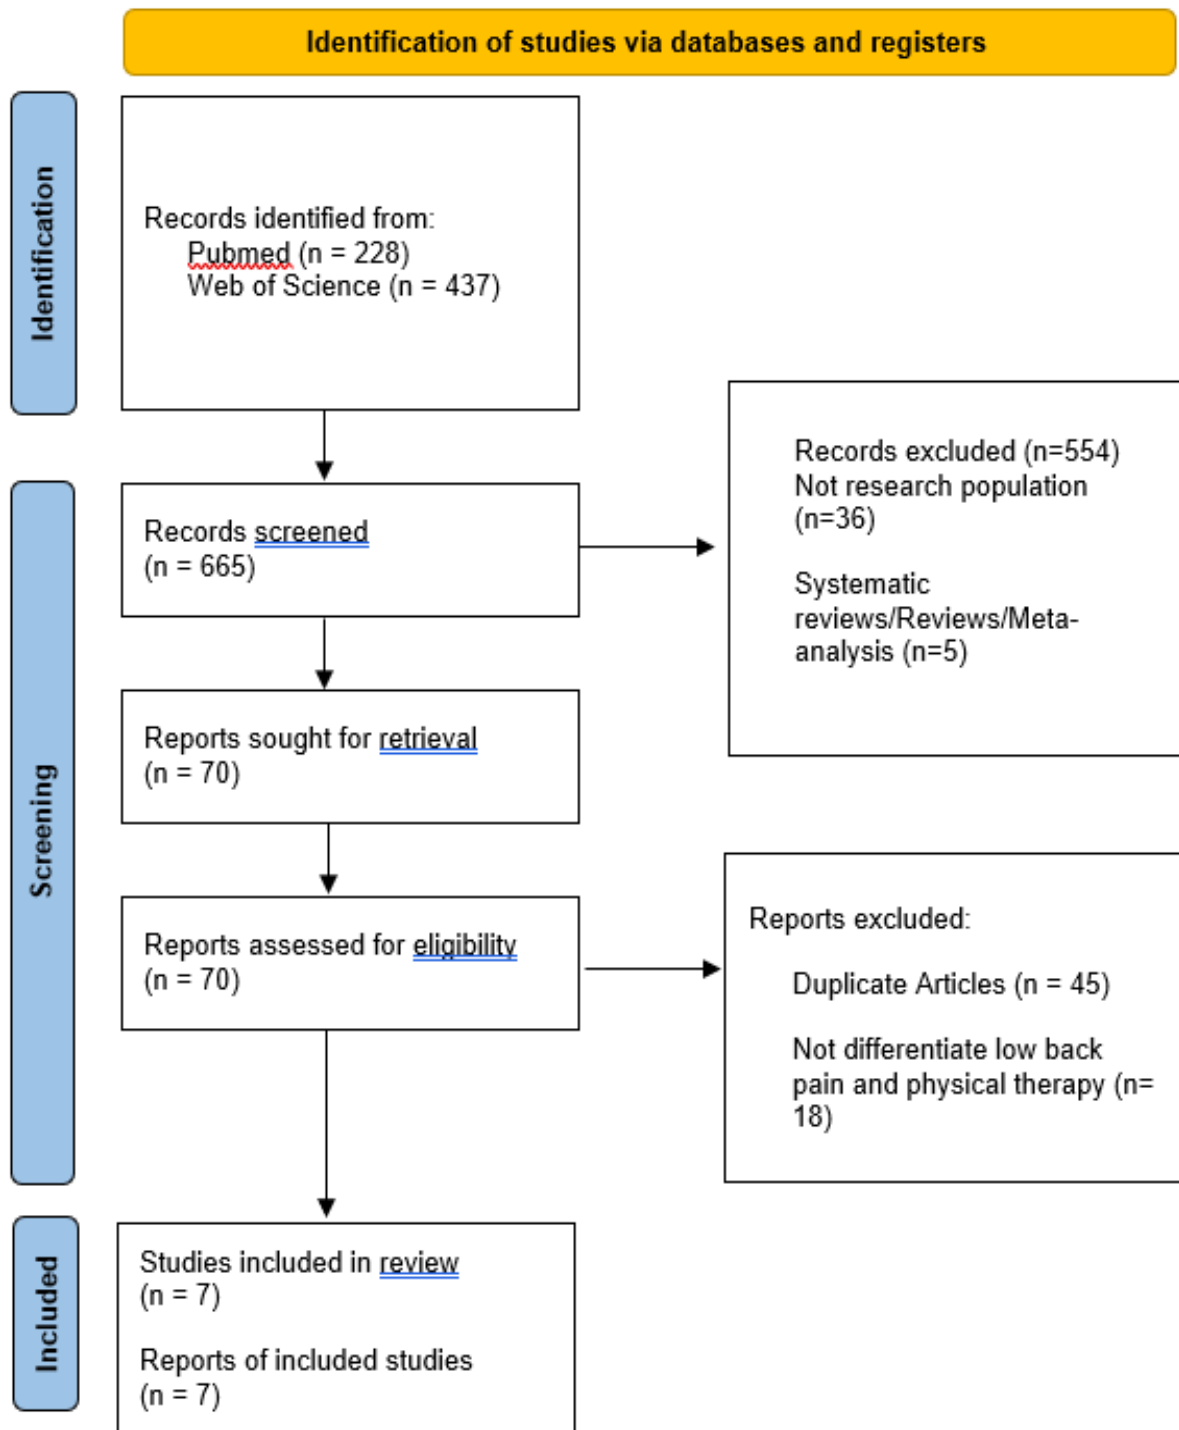 Identification of studies via databases and registers
Identification
Records identified from:
Pubmed (n = 228)
Web of Science (n = 437)
Records excluded (n=554)
Not research population
(n=36)
Systematic
reviews/Reviews/Meta-
analysis (n=5)
Screening
Records screened
(n = 665)
Reports sought for retrieval
(n = 70)
Reports assessed for eligibility
(n = 70)
Reports excluded:
Duplicate Articles (n = 45)
Not differentiate low back
pain and physical therapy (n=
18)
Included
Studies included in review
(n = 7)
Reports of included studies
(n = 7)